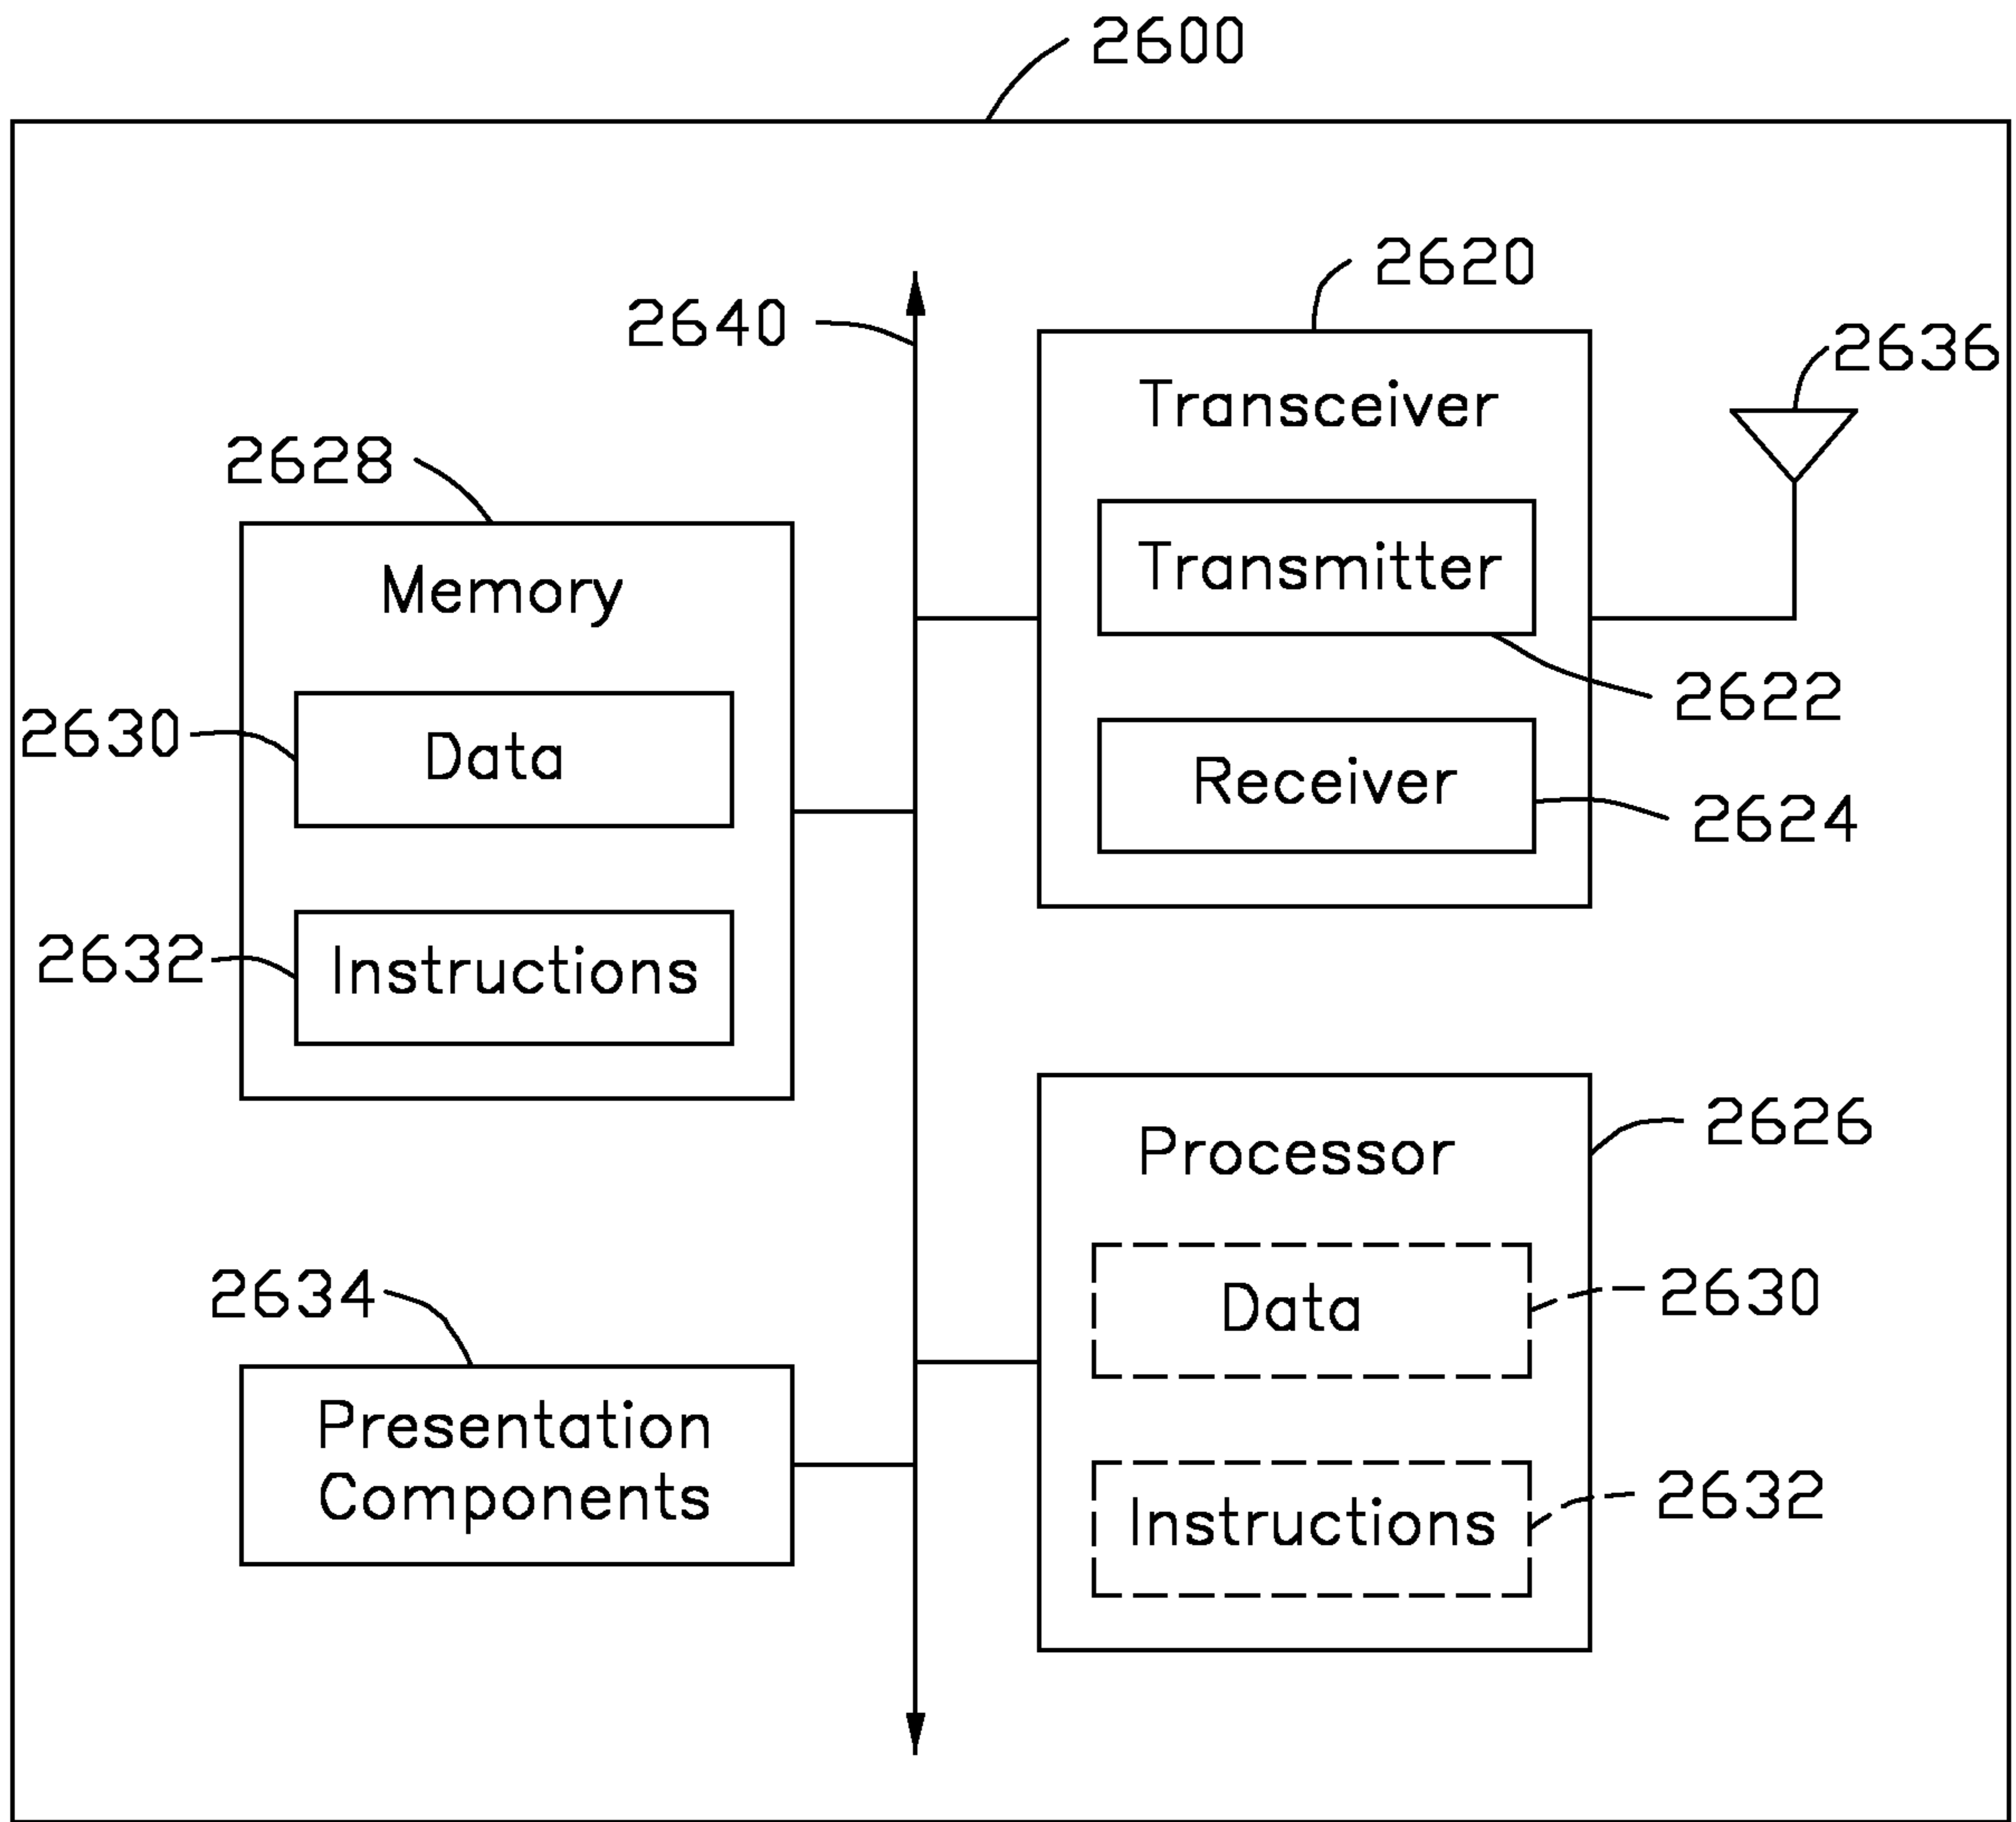 2600
2620
2640
2636
Transceiver
2628
Transmitter
Memory
2622
2630
Data
Receiver
2624
2632
Instructions
2626
Processor
2634
Data
2630
Presentation
Components
Instructions
2632